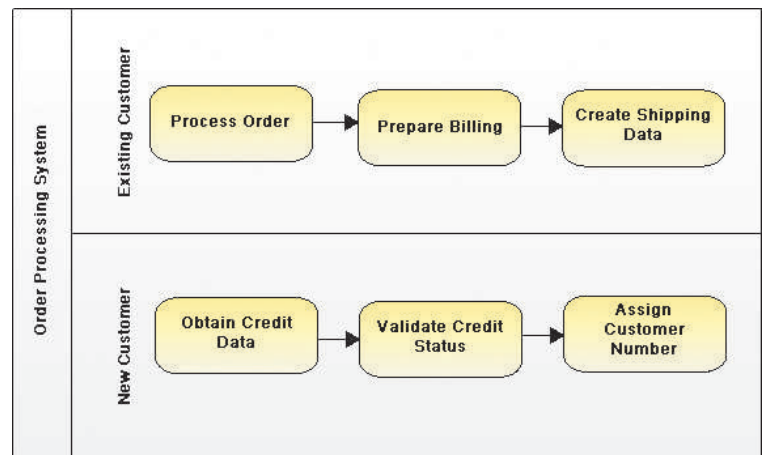 Order Processing System
Existing Customer
Process Order
Prepare Billing
Create Shipping
Data
New Customer
Obtain Credit
Data
Validate Credit
Status
Assign
Customer
Number